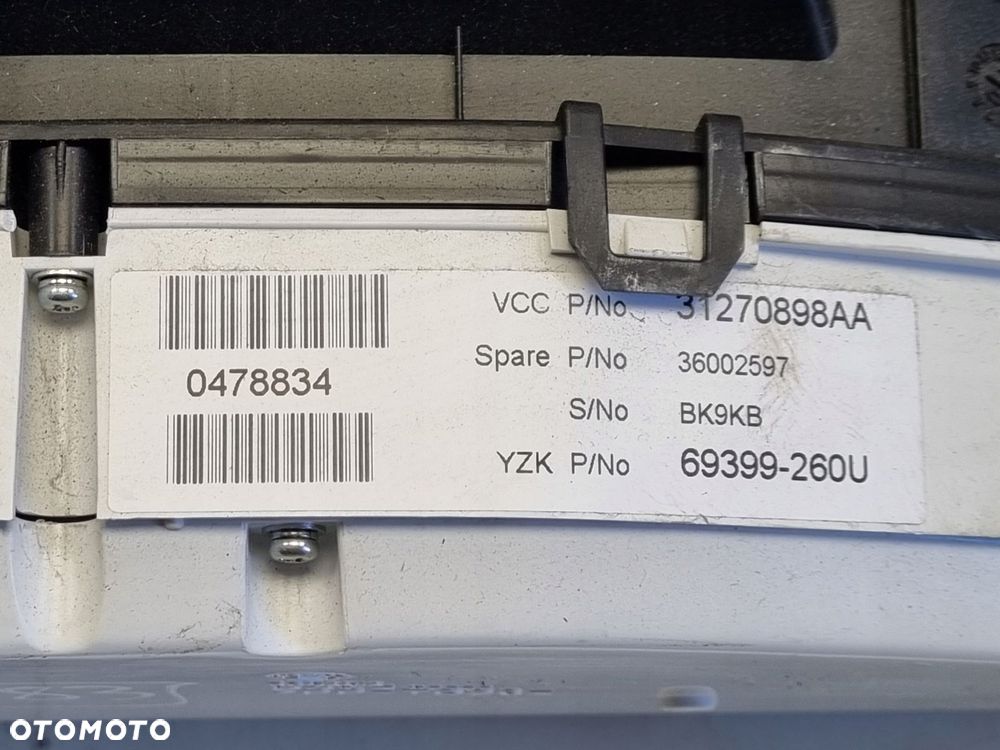 VCC P/No 31270898AA
0478834
Spare P/No 36002597
S/No BK9KB
YZK P/No 69399-260U
OTOMOTO